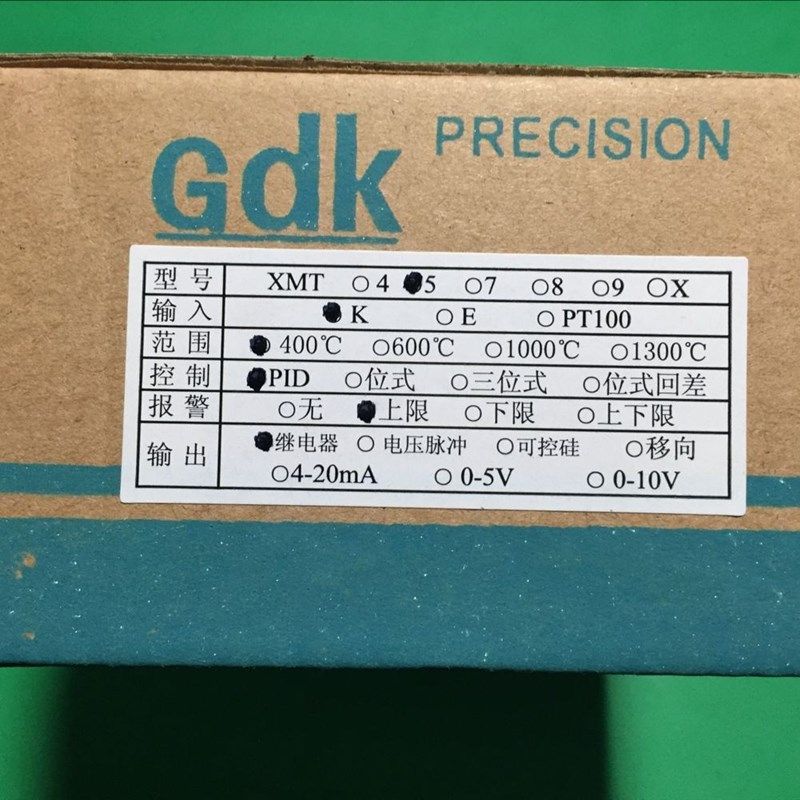 Gdk PRECISION
型号 XMT ○4 ●5 ○7 ○8 ○9 ○X
输入 ●K ○E ○PT100
范围 ●400℃ ○600℃ ○1000℃ ○1300℃
控制 ●PID ○位式 ○三位式 ○位式回差
报警 ○无 ●上限 ○下限 ○上下限
输出 ●继电器 ○电压脉冲 ○可控硅 ○移向
○4-20mA ○0-5V ○0-10V